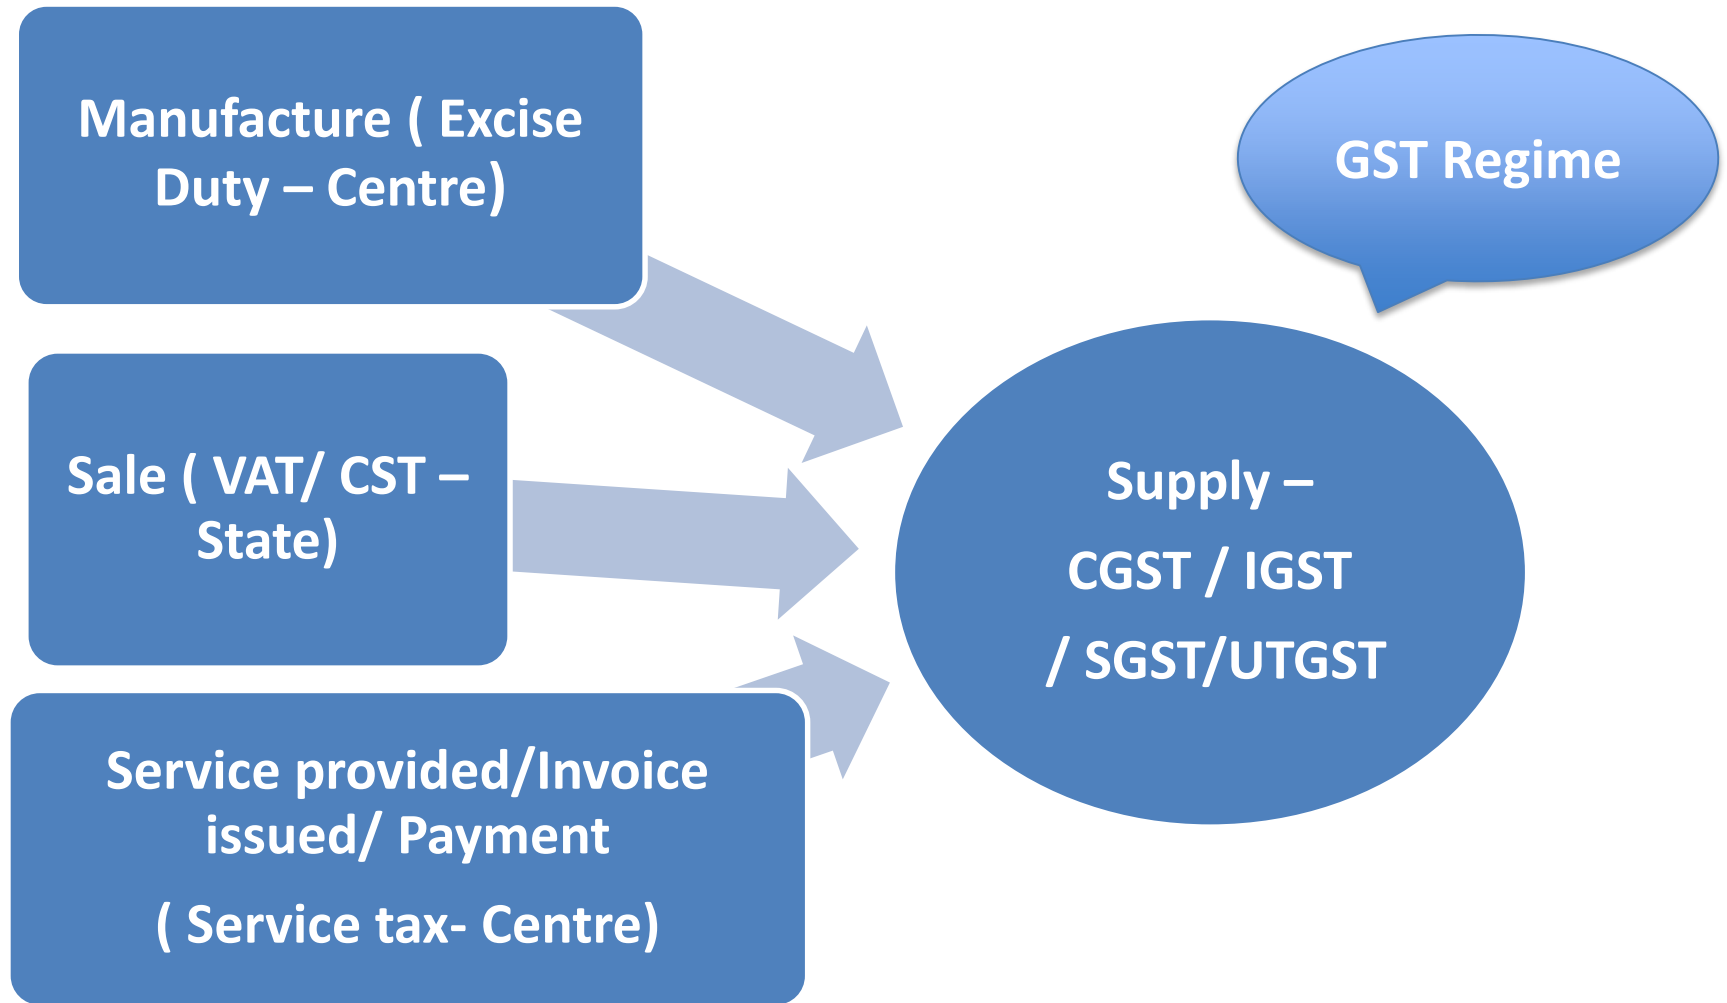 Manufacture ( Excise
Duty – Centre)
GST Regime
Sale ( VAT/ CST –
State)
Supply –
CGST / IGST
/ SGST/UTGST
Service provided/Invoice
issued/ Payment
( Service tax- Centre)